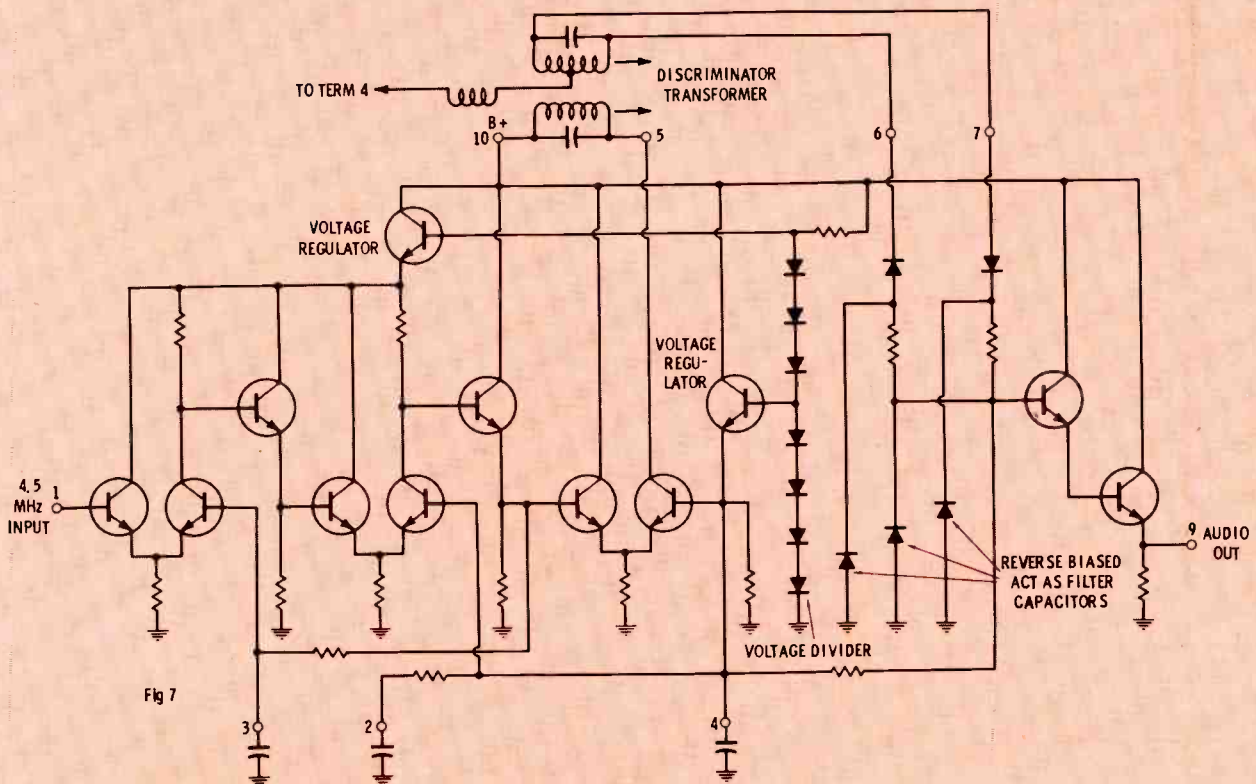 TO TERM 4
DISCRIMINATOR
TRANSFORMER
B+
10
5
6
7
VOLTAGE
REGULATOR
VOLTAGE
REGU-
LATOR
4.5
MHz
INPUT
1
9
AUDIO
OUT
REVERSE BIASED
ACT AS FILTER
CAPACITORS
VOLTAGE DIVIDER
Fig 7
3
2
4